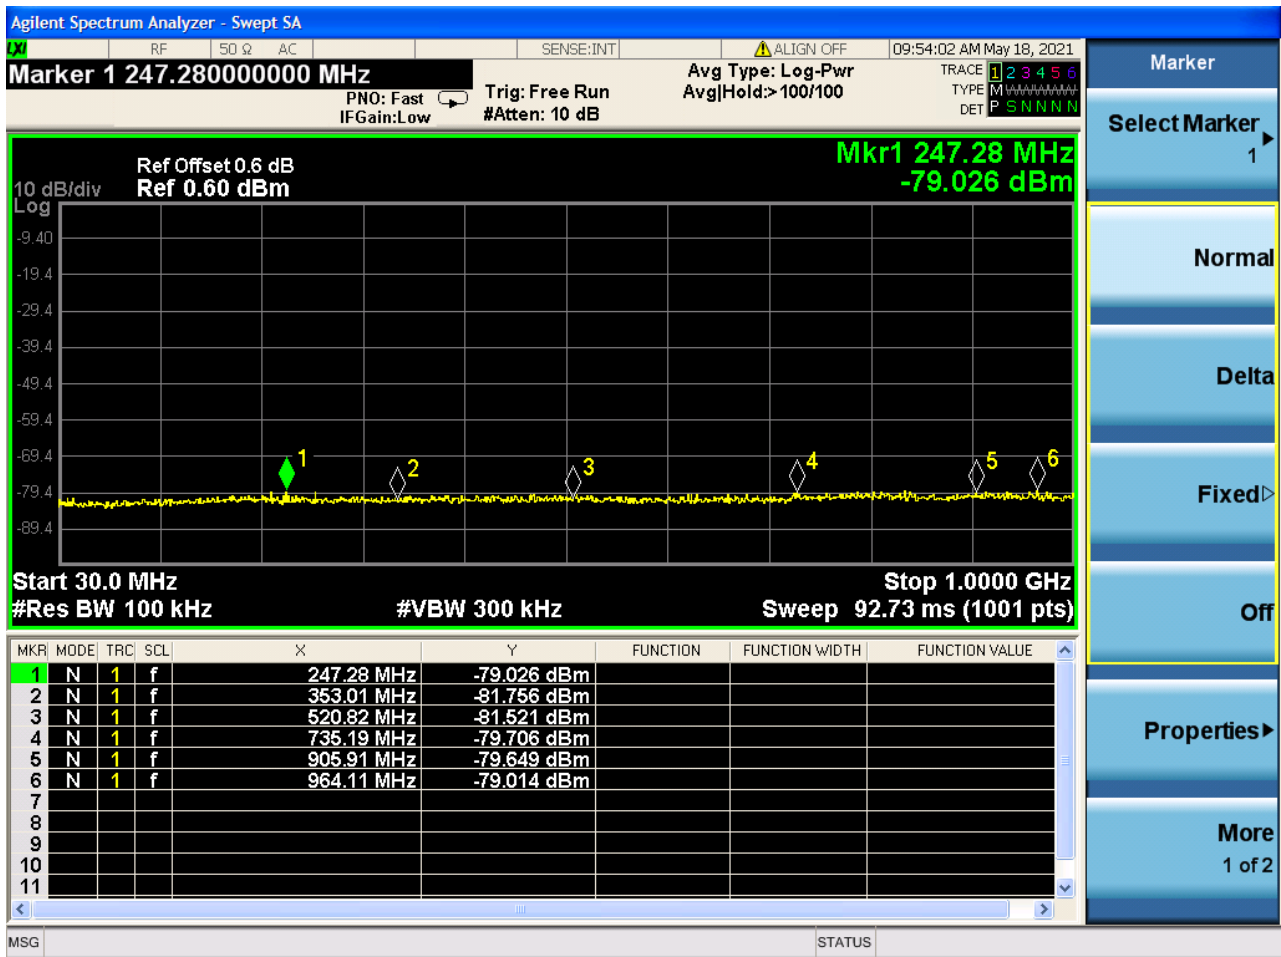 Agilent Spectrum Analyzer - Swept SA
LXI RF 50 Ω AC SENSE:INT ALIGN OFF 09:54:02 AM May 18, 2021
Marker 1 247.280000000 MHz
PNO: Fast
IFGain:Low
Trig: Free Run
#Atten: 10 dB
Avg Type: Log-Pwr
Avg|Hold:>100/100
TRACE 1 2 3 4 5 6
TYPE M W W W W W
DET P S N N N N
Mkr1 247.28 MHz
-79.026 dBm
Ref Offset 0.6 dB
10 dB/div Ref 0.60 dBm
Log
-9.40
-19.4
-29.4
-39.4
-49.4
-59.4
-69.4
-79.4
-89.4
1 2 3 4 5 6
Start 30.0 MHz Stop 1.0000 GHz
#Res BW 100 kHz #VBW 300 kHz Sweep 92.73 ms (1001 pts)
MKR MODE TRC SCL X Y FUNCTION FUNCTION WIDTH FUNCTION VALUE
1 N 1 f 247.28 MHz -79.026 dBm
2 N 1 f 353.01 MHz -81.756 dBm
3 N 1 f 520.82 MHz -81.521 dBm
4 N 1 f 735.19 MHz -79.706 dBm
5 N 1 f 905.91 MHz -79.649 dBm
6 N 1 f 964.11 MHz -79.014 dBm
7
8
9
10
11
MSG STATUS
Marker
Select Marker
1
Normal
Delta
Fixed
Off
Properties
More
1 of 2